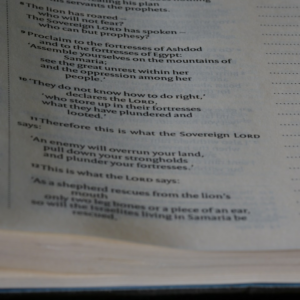 revealing his plan
his servants the prophets.
8 The lion has roared—
who will not fear?
The Sovereign LORD has spoken—
who can but prophesy?
9 Proclaim to the fortresses of Ashdod
and to the fortresses of Egypt:
'Assemble yourselves on the mountains of
Samaria;
see the great unrest within her
and the oppression among her
people.'
10 'They do not know how to do right,'
declares the LORD,
'who store up in their fortresses
what they have plundered and
looted.'
11 Therefore this is what the Sovereign LORD
says:
'An enemy will overrun your land,
pull down your strongholds
and plunder your fortresses.'
12 This is what the LORD says:
'As a shepherd rescues from the lion's
mouth
only two leg bones or a piece of an ear,
so will the Israelites living in Samaria be
rescued,